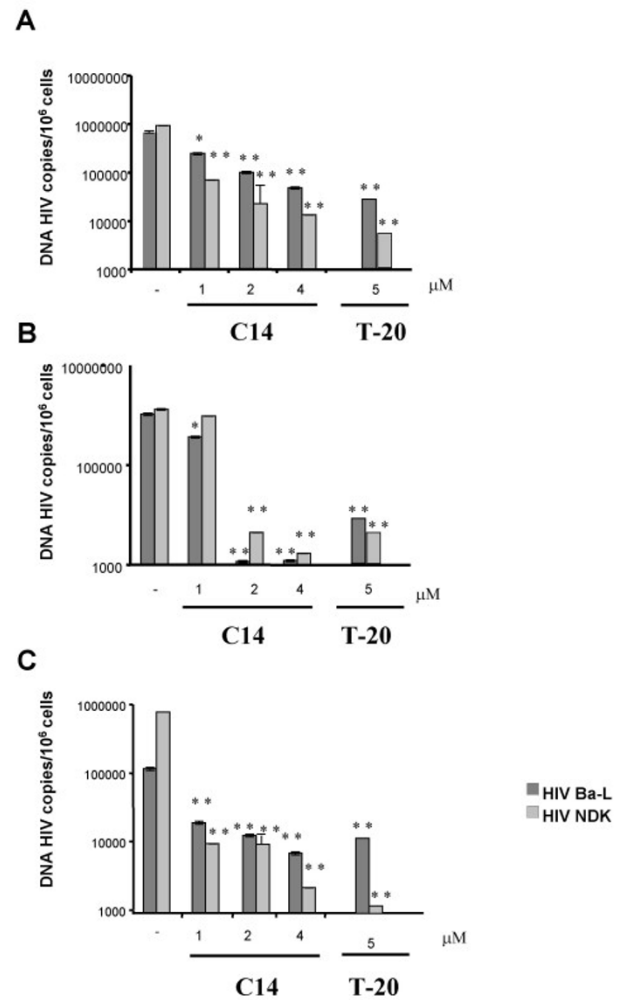 A
DNA HIV copies/10⁶ cells
10000000
1000000
100000
10000
1000
* ** ** ** ** ** ** **
- 1 2 4 5 μM
C14 T-20
B
DNA HIV copies/10⁶ cells
10000000
100000
1000
* ** ** ** ** ** **
- 1 2 4 5 μM
C14 T-20
C
DNA HIV copies/10⁶ cells
1000000
100000
10000
1000
** ** ** ** ** ** ** **
- 1 2 4 5 μM
C14 T-20
HIV Ba-L
HIV NDK